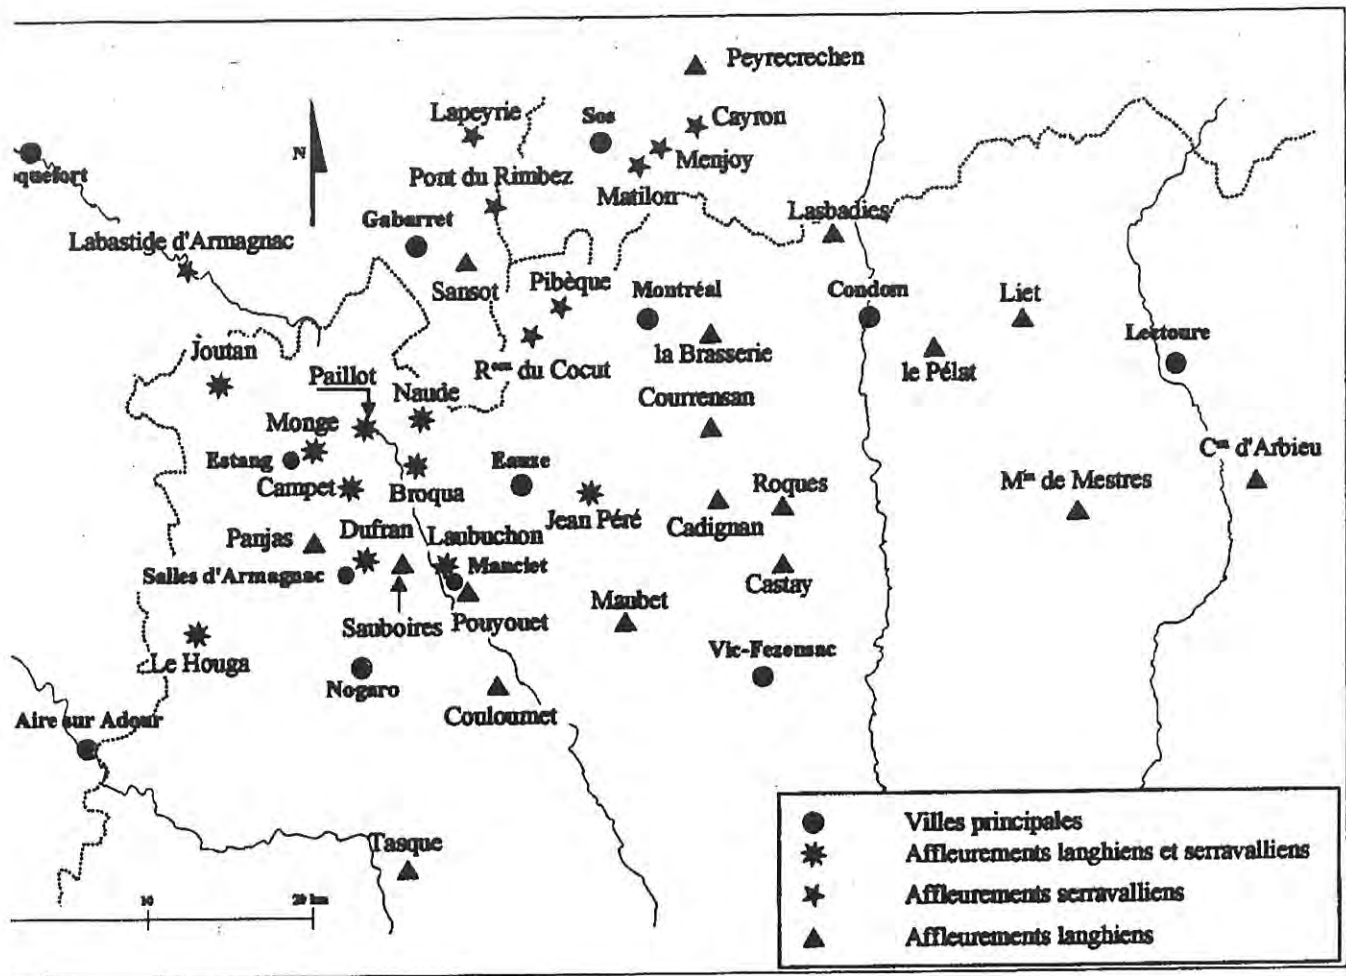 Peyrecrechen
Lapeyrie
Sos
Cayron
N
Menjoy
oquefort
Pont du Rimbez
Matilon
Gabarret
Lasbadies
Labastide d'Armagnac
Sansot
Pibèque
Montréal
Condom
Liet
Joutan
la Brasserie
Lectoure
Paillot
Naude
Rᵉᵃᵘ du Cocut
le Pélat
Courrensan
Monge
Estang
Campet
Broqua
Eauze
Jean Péré
Roques
Cadignan
Mⁱⁿ de Mestres
Cᵃᵘ d'Arbieu
Panjas
Dufran
Laubuchon
Salles d'Armagnac
Manciet
Castay
Sauboires
Pouyouet
Maubet
Le Houga
Nogaro
Vic-Fezensac
Couloumet
Aire sur Adour
Tasque
10
20 km
Villes principales
Affleurements langhiens et serravalliens
Affleurements serravalliens
Affleurements langhiens